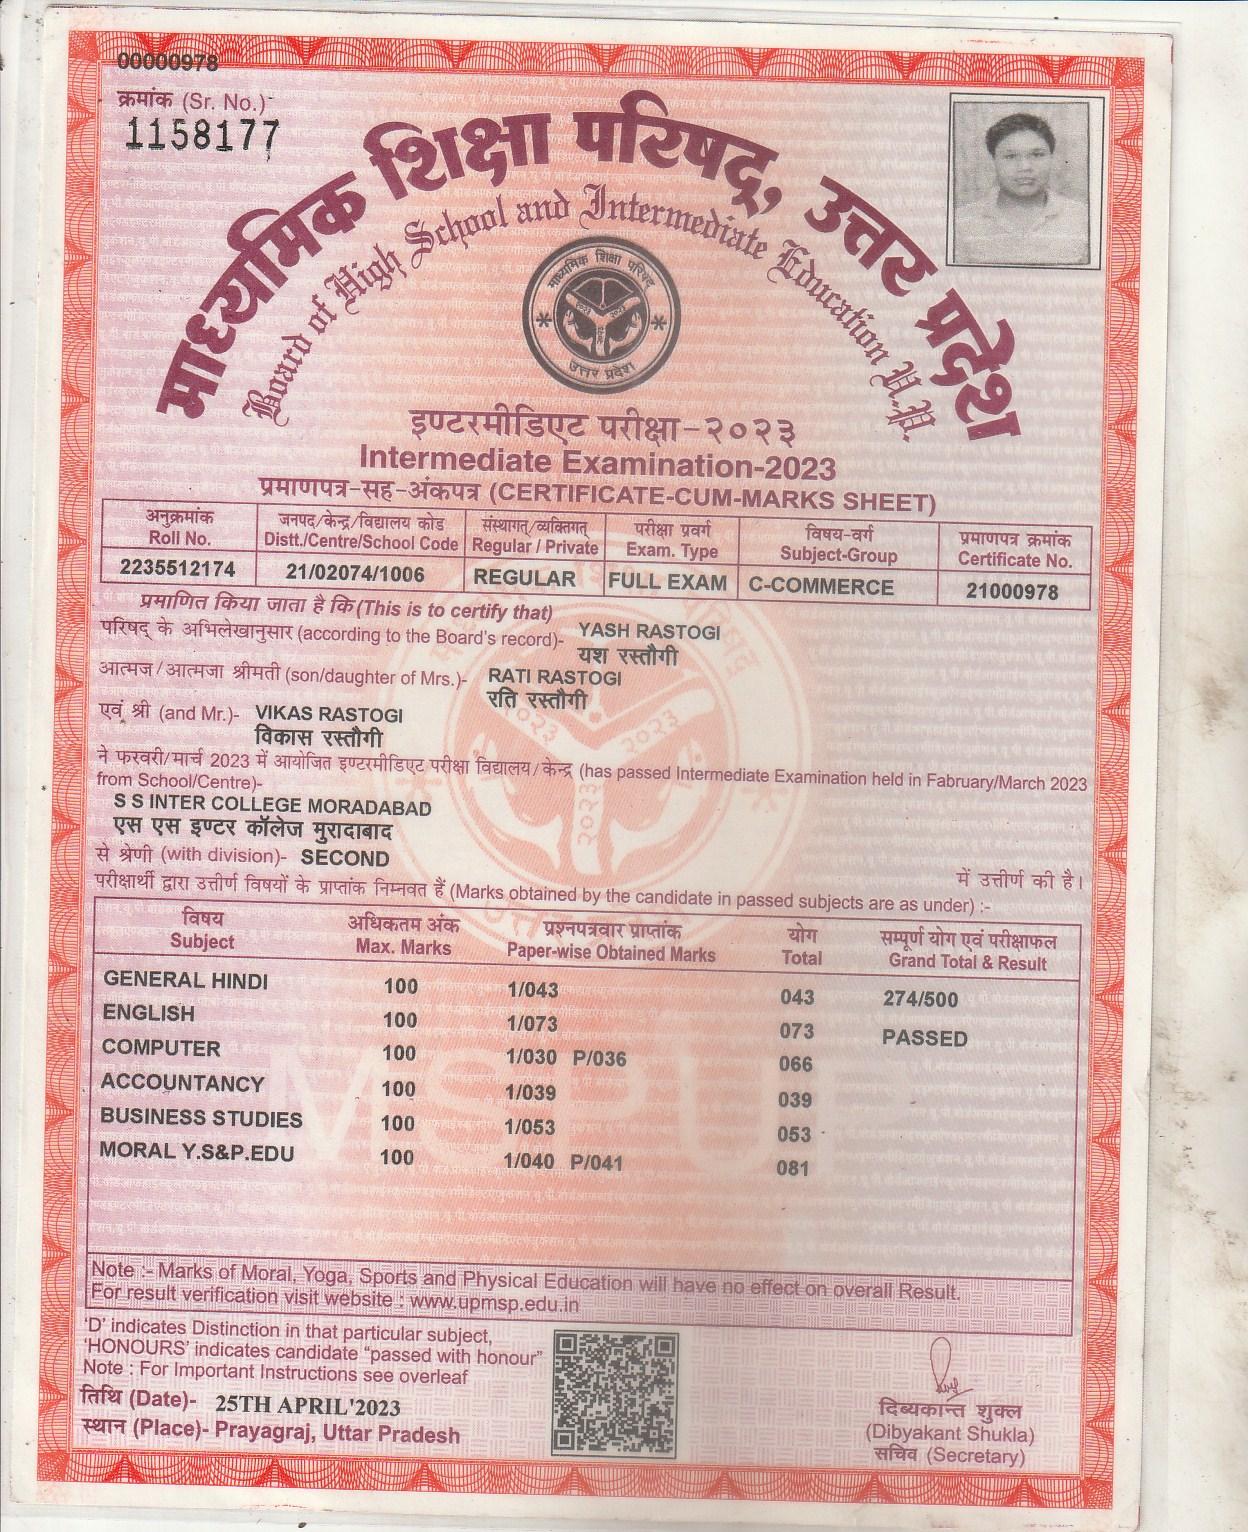 00000978
क्रमांक (Sr. No.)
1158177
माध्यमिक शिक्षा परिषद्, उत्तर प्रदेश
Board of High School and Intermediate Education U.P.
माध्यमिक शिक्षा परिषद
उत्तर प्रदेश
इण्टरमीडिएट परीक्षा-२०२३
Intermediate Examination-2023
प्रमाणपत्र-सह-अंकपत्र (CERTIFICATE-CUM-MARKS SHEET)
अनुक्रमांक जनपद/केन्द्र/विद्यालय कोड संस्थागत्/व्यक्तिगत् परीक्षा प्रवर्ग विषय-वर्ग प्रमाणपत्र क्रमांक
Roll No. Distt./Centre/School Code Regular / Private Exam. Type Subject-Group Certificate No.
2235512174 21/02074/1006 REGULAR FULL EXAM C-COMMERCE 21000978
प्रमाणित किया जाता है कि (This is to certify that)
परिषद् के अभिलेखानुसार (according to the Board's record)- YASH RASTOGI
यश रस्तौगी
आत्मज/आत्मजा श्रीमती (son/daughter of Mrs.)- RATI RASTOGI
रति रस्तौगी
एवं श्री (and Mr.)- VIKAS RASTOGI
विकास रस्तौगी
ने फरवरी/मार्च 2023 में आयोजित इण्टरमीडिएट परीक्षा विद्यालय/केन्द्र (has passed Intermediate Examination held in Fabruary/March 2023
from School/Centre)-
S S INTER COLLEGE MORADABAD
एस एस इण्टर कॉलेज मुरादाबाद
से श्रेणी (with division)- SECOND में उत्तीर्ण की है।
परीक्षार्थी द्वारा उत्तीर्ण विषयों के प्राप्तांक निम्नवत हैं (Marks obtained by the candidate in passed subjects are as under) :-
विषय अधिकतम अंक प्रश्नपत्रवार प्राप्तांक योग सम्पूर्ण योग एवं परीक्षाफल
Subject Max. Marks Paper-wise Obtained Marks Total Grand Total & Result
GENERAL HINDI 100 1/043 043 274/500
ENGLISH 100 1/073 073 PASSED
COMPUTER 100 1/030 P/036 066
ACCOUNTANCY 100 1/039 039
BUSINESS STUDIES 100 1/053 053
MORAL Y.S&P.EDU 100 1/040 P/041 081
Note :- Marks of Moral, Yoga, Sports and Physical Education will have no effect on overall Result.
For result verification visit website : www.upmsp.edu.in
'D' indicates Distinction in that particular subject,
'HONOURS' indicates candidate "passed with honour"
Note : For Important Instructions see overleaf
तिथि (Date)- 25TH APRIL'2023
स्थान (Place)- Prayagraj, Uttar Pradesh
दिब्यकान्त शुक्ल
(Dibyakant Shukla)
सचिव (Secretary)